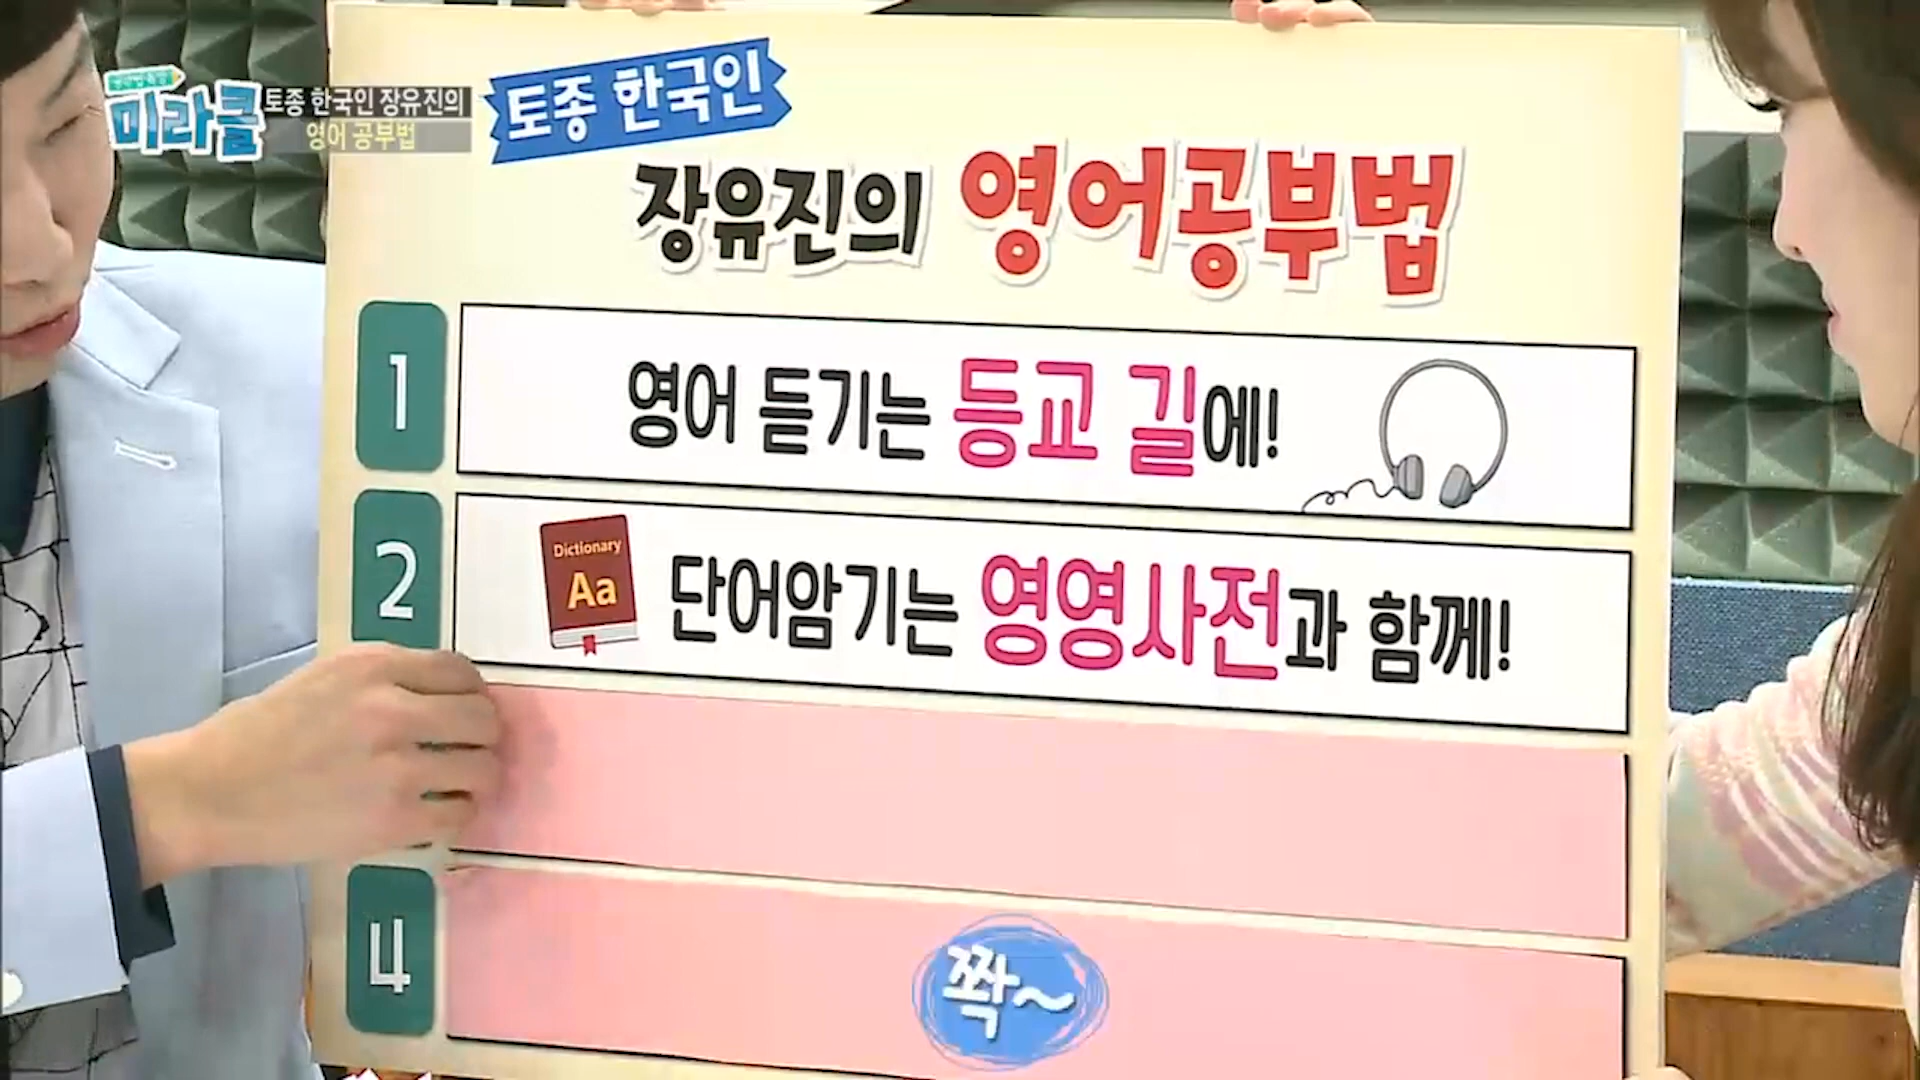 미라클
토종 한국인 장유진의
영어 공부법
토종 한국인
장유진의 영어공부법
1
영어 듣기는 등교 길에!
2
Dictionary
Aa
단어암기는 영영사전과 함께!
4
쫙~